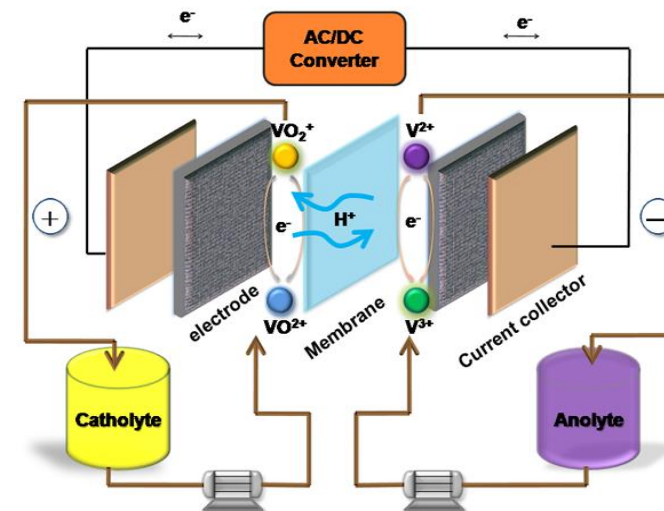 e⁻
AC/DC
Converter
e⁻
VO₂⁺
V²⁺
+
e⁻
H⁺
e⁻
−
electrode
VO²⁺
Membrane
V³⁺
Current collector
Catholyte
Anolyte